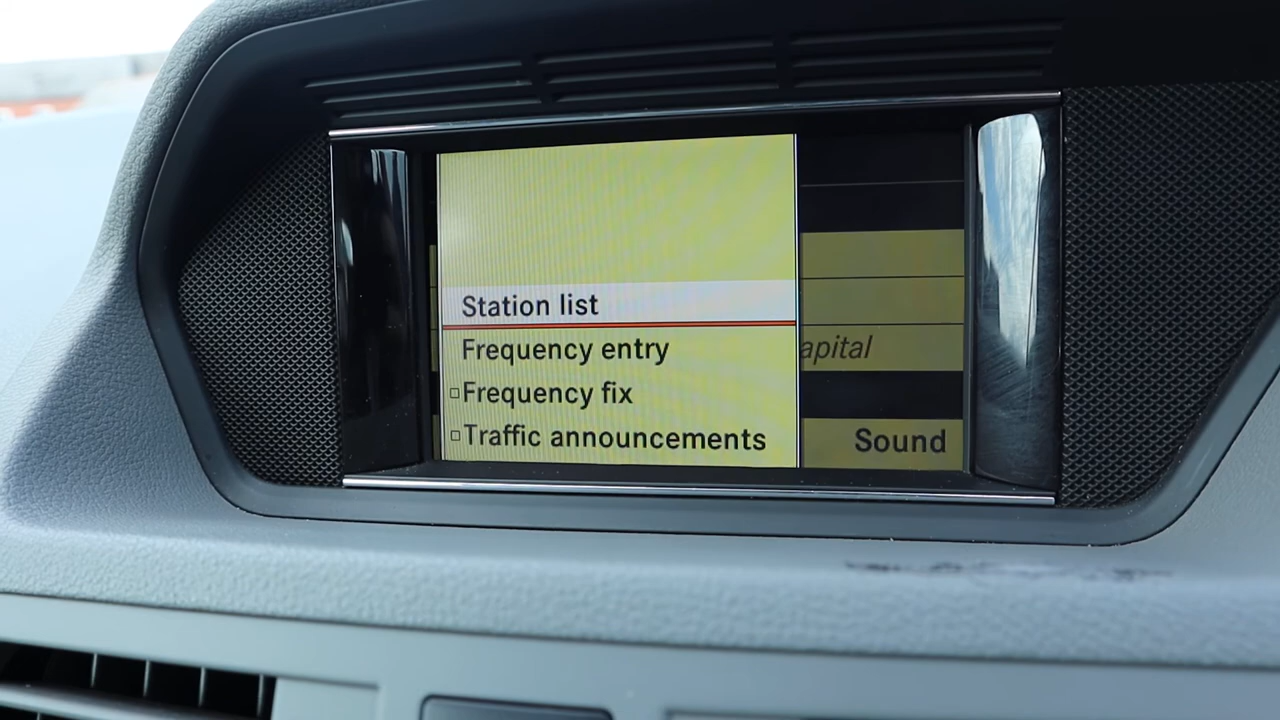 Station list
Frequency entry
Frequency fix
Traffic announcements
apital
Sound